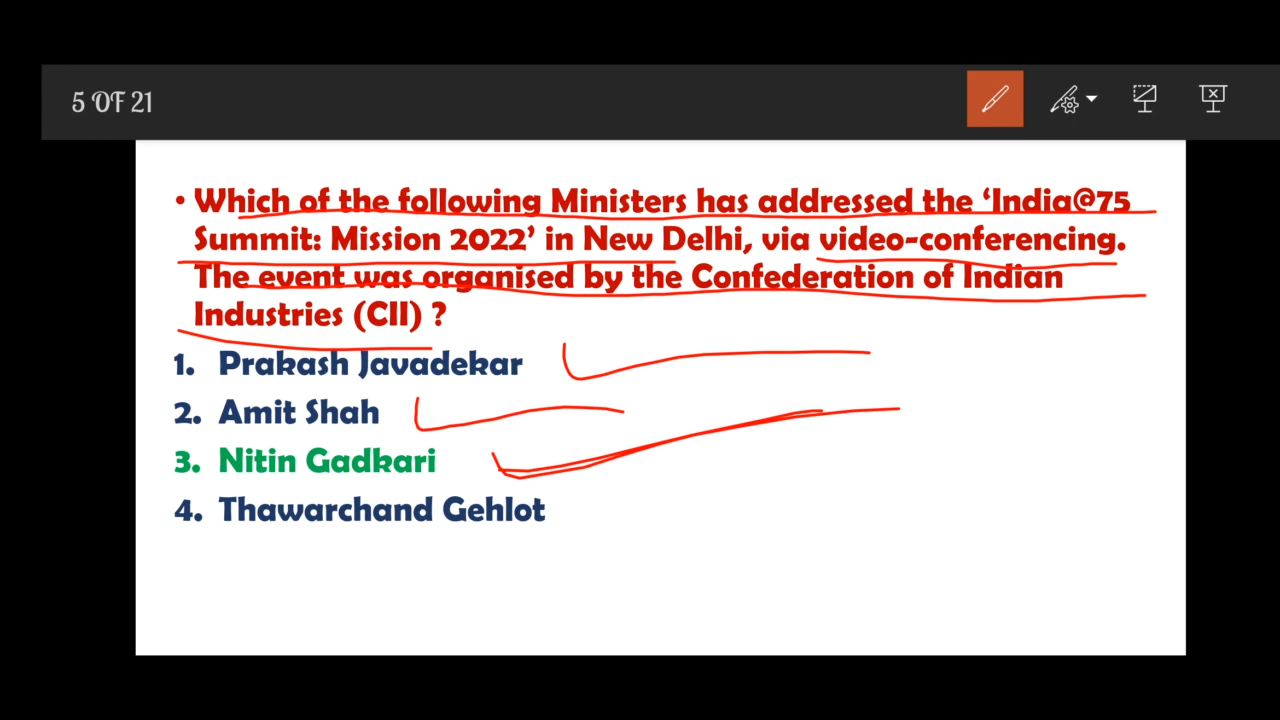 5 OF 21
• Which of the following Ministers has addressed the ‘India@75
Summit: Mission 2022’ in New Delhi, via video-conferencing.
The event was organised by the Confederation of Indian
Industries (CII) ?
1. Prakash Javadekar
2. Amit Shah
3. Nitin Gadkari
4. Thawarchand Gehlot